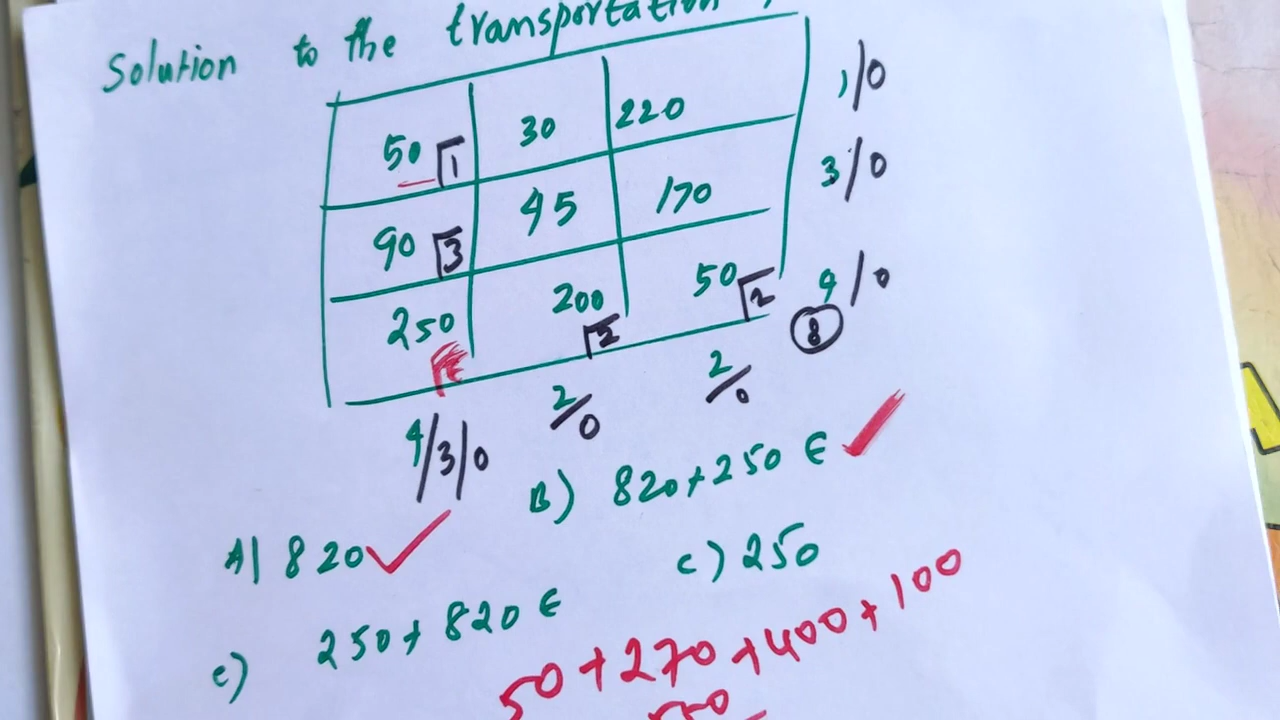 Solution to the transportation
50 1 30 220 1/0
90 3 45 170 3/0
250 200 2 50 2 4/0
8
4/3/0 2/0 2/0
A) 820 B) 820+250 €
C) 250
e) 250+820 €
50+270+400+100